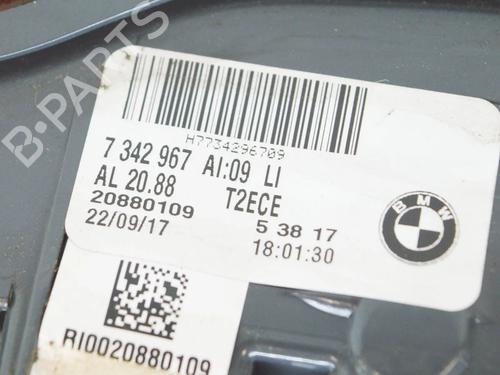 B-PARTS
H7734296709
7 342 967 AI:09 LI
AL 20.88 T2ECE
20880109 5 38 17
22/09/17 18:01:30
BMW
RI0020880109